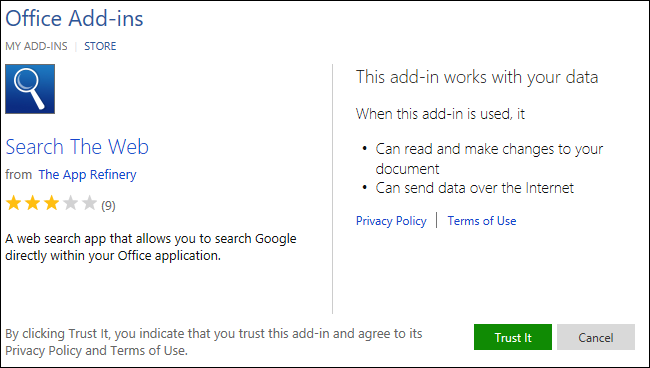 Office Add-ins
MY ADD-INS | STORE
Search The Web
from The App Refinery
(9)
A web search app that allows you to search Google
directly within your Office application.
This add-in works with your data
When this add-in is used, it
• Can read and make changes to your
document
• Can send data over the Internet
Privacy Policy | Terms of Use
By clicking Trust It, you indicate that you trust this add-in and agree to its
Privacy Policy and Terms of Use.
Trust It
Cancel